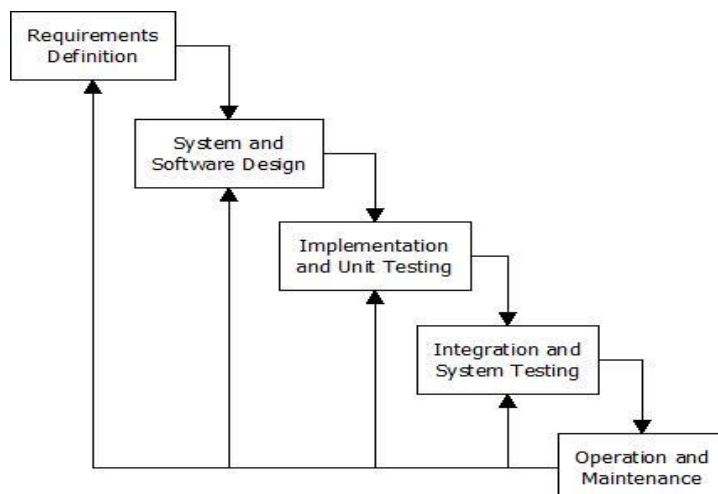 Requirements
Definition
System and
Software Design
Implementation
and Unit Testing
Integration and
System Testing
Operation and
Maintenance